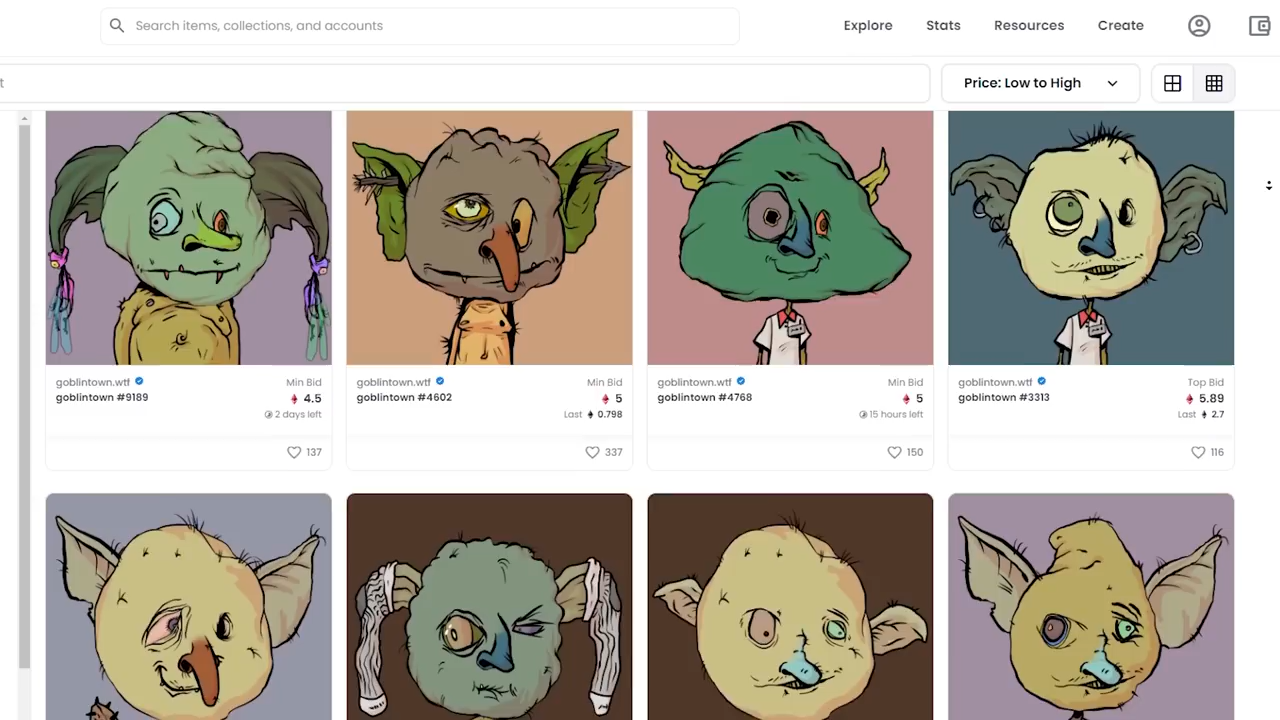 Search items, collections, and accounts
Explore
Stats
Resources
Create
t
Price: Low to High
goblintown.wtf
Min Bid
goblintown #9189
4.5
2 days left
137
goblintown.wtf
Min Bid
goblintown #4602
5
Last 0.798
337
goblintown.wtf
Min Bid
goblintown #4768
5
15 hours left
150
goblintown.wtf
Top Bid
goblintown #3313
5.89
Last 2.7
116